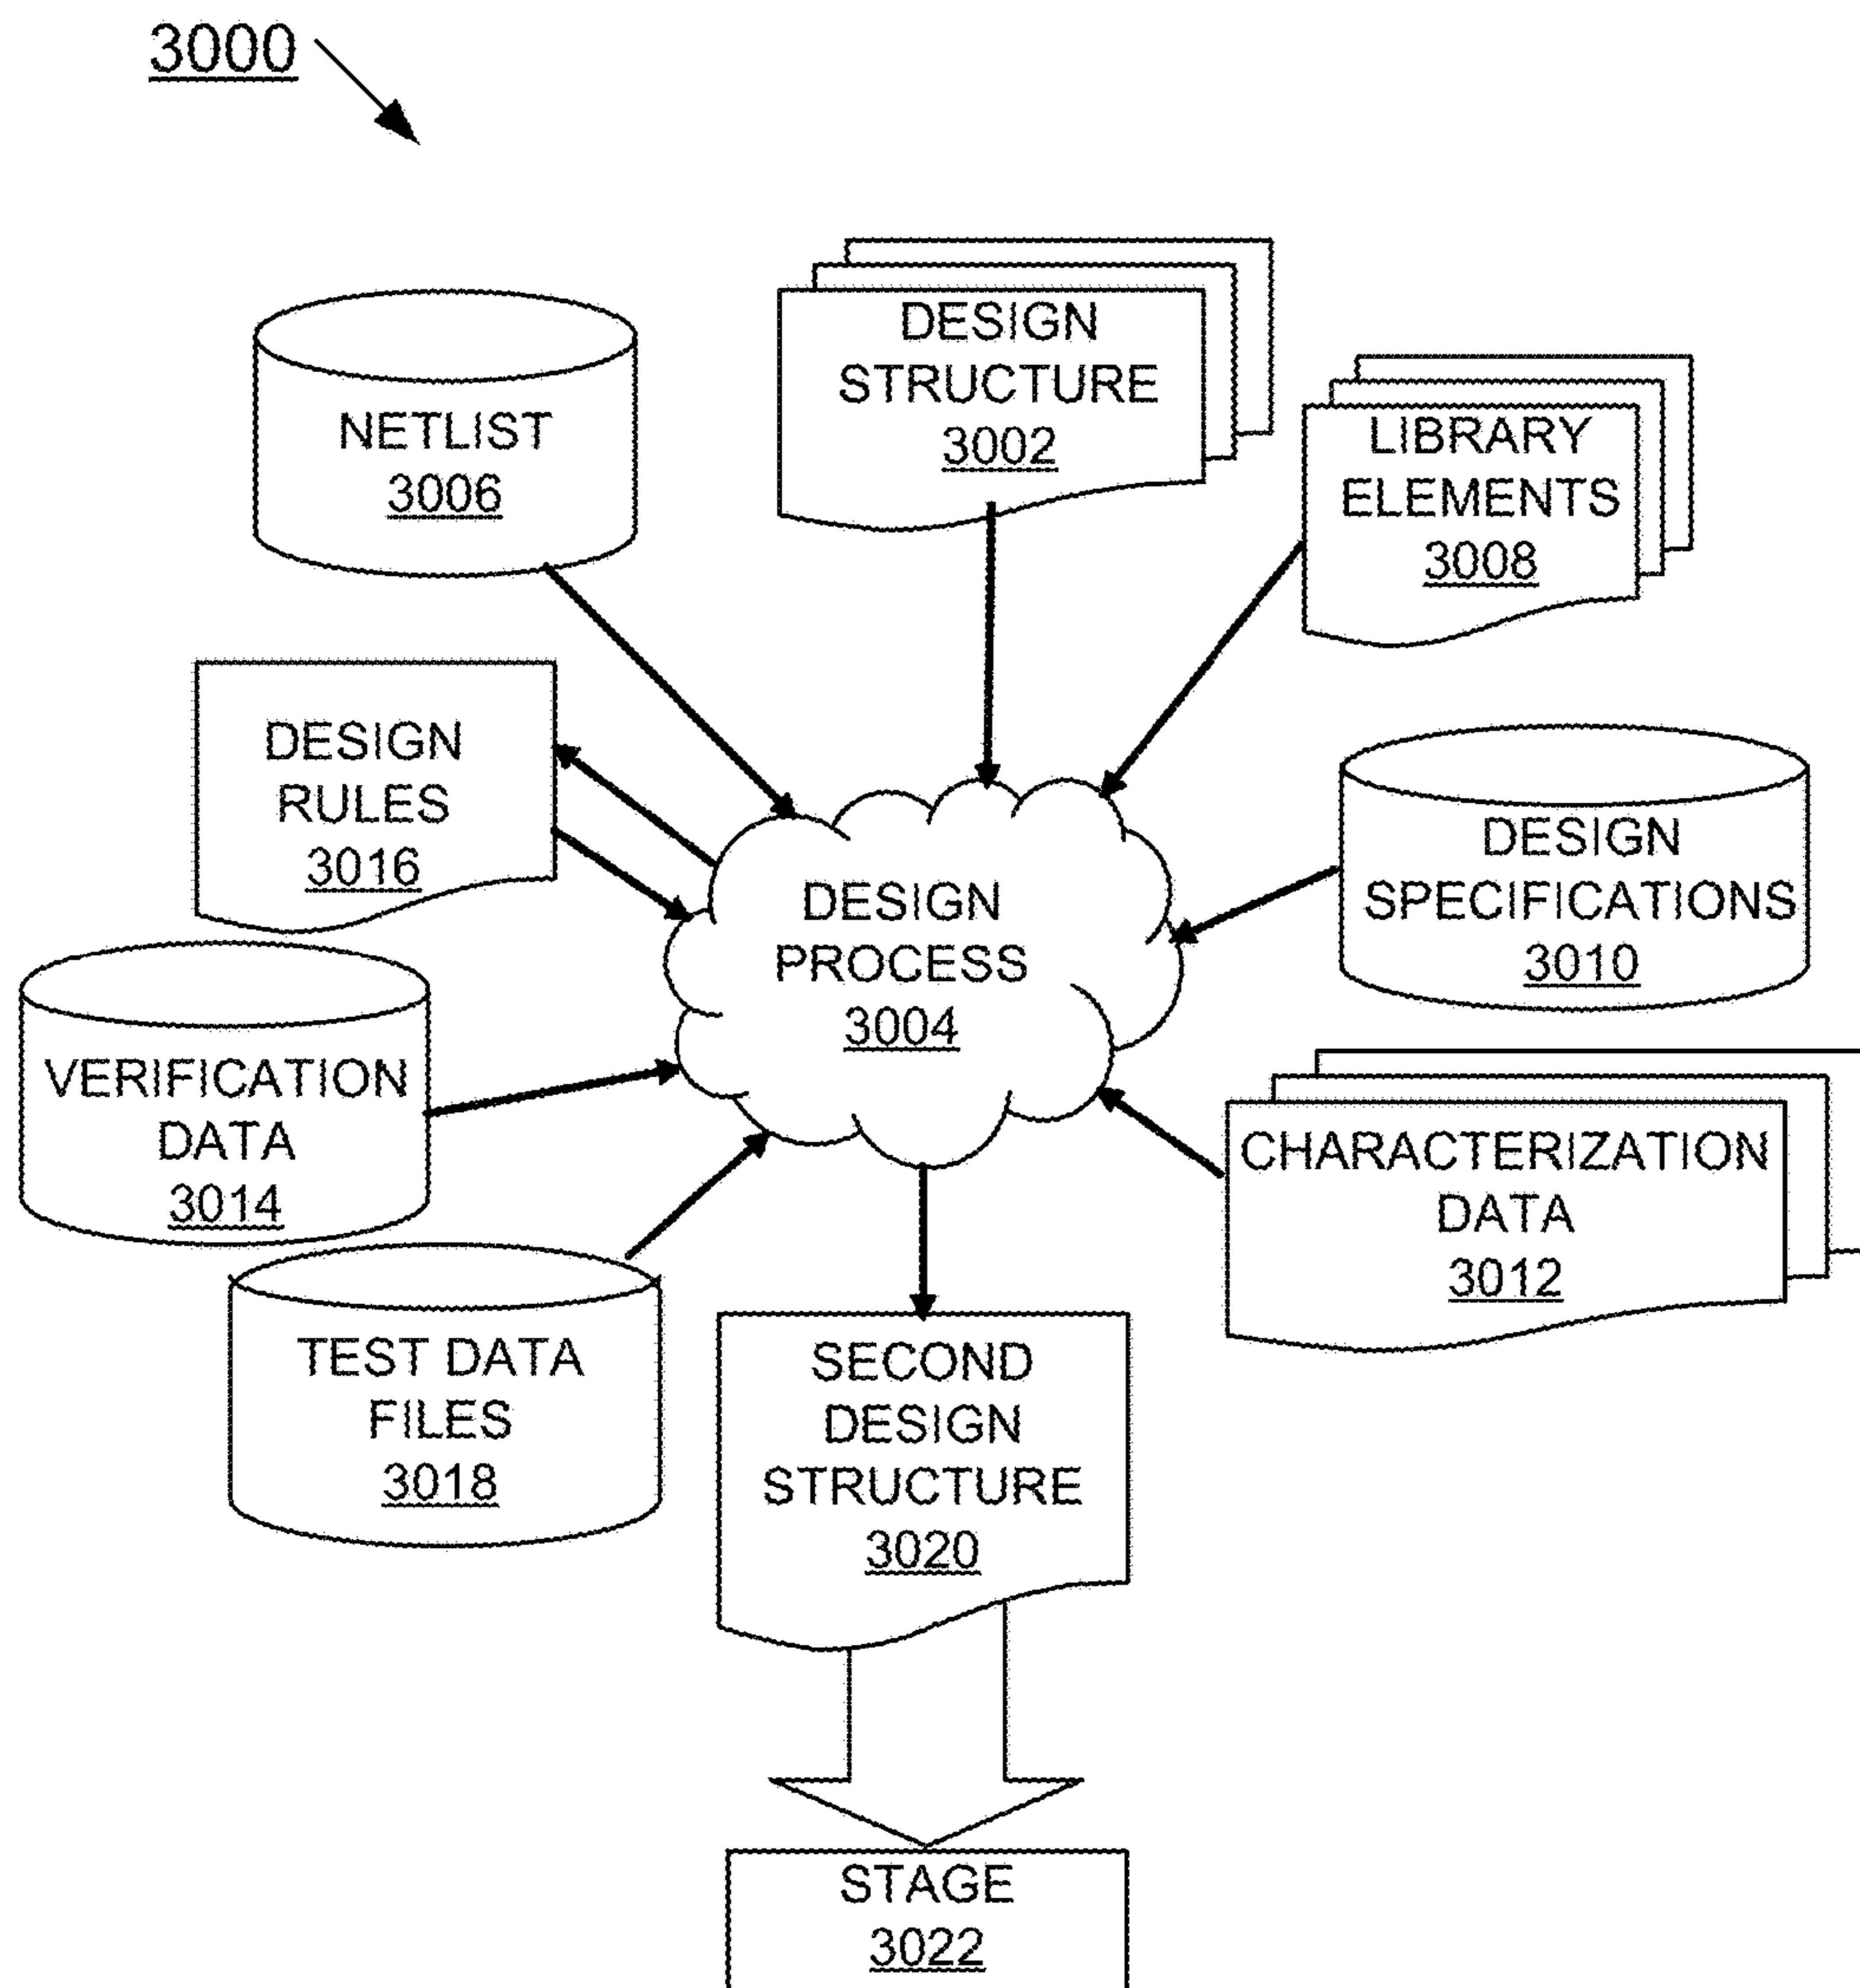 3000
DESIGN
STRUCTURE
3002
NETLIST
3006
LIBRARY
ELEMENTS
3008
DESIGN
RULES
3016
DESIGN
SPECIFICATIONS
3010
DESIGN
PROCESS
3004
VERIFICATION
DATA
3014
CHARACTERIZATION
DATA
3012
TEST DATA
FILES
3018
SECOND
DESIGN
STRUCTURE
3020
STAGE
3022